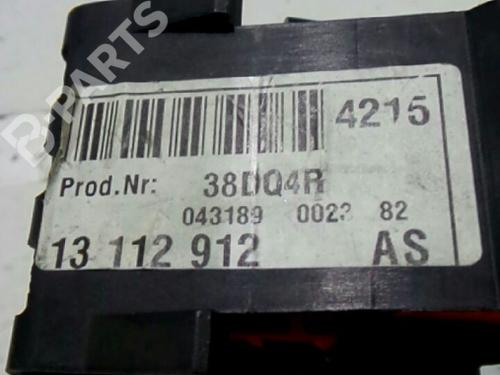 B-PARTS
4215
Prod.Nr: 38DQ4R
043189 0023 82
13 112 912 AS